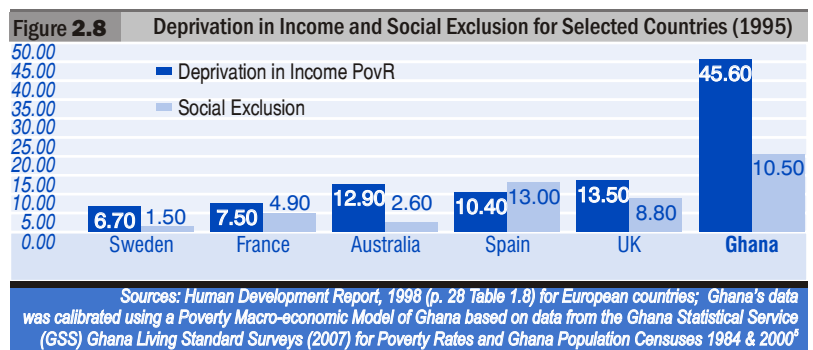 Figure 2.8 Deprivation in Income and Social Exclusion for Selected Countries (1995)
50.00
45.00
40.00
35.00
30.00
25.00
20.00
15.00
10.00
5.00
0.00
Deprivation in Income PovR
Social Exclusion
6.70 1.50 7.50 4.90 12.90 2.60 10.40 13.00 13.50 8.80 45.60 10.50
Sweden France Australia Spain UK Ghana
Sources: Human Development Report, 1998 (p. 28 Table 1.8) for European countries; Ghana's data
was calibrated using a Poverty Macro-economic Model of Ghana based on data from the Ghana Statistical Service
(GSS) Ghana Living Standard Surveys (2007) for Poverty Rates and Ghana Population Censuses 1984 & 2000⁵